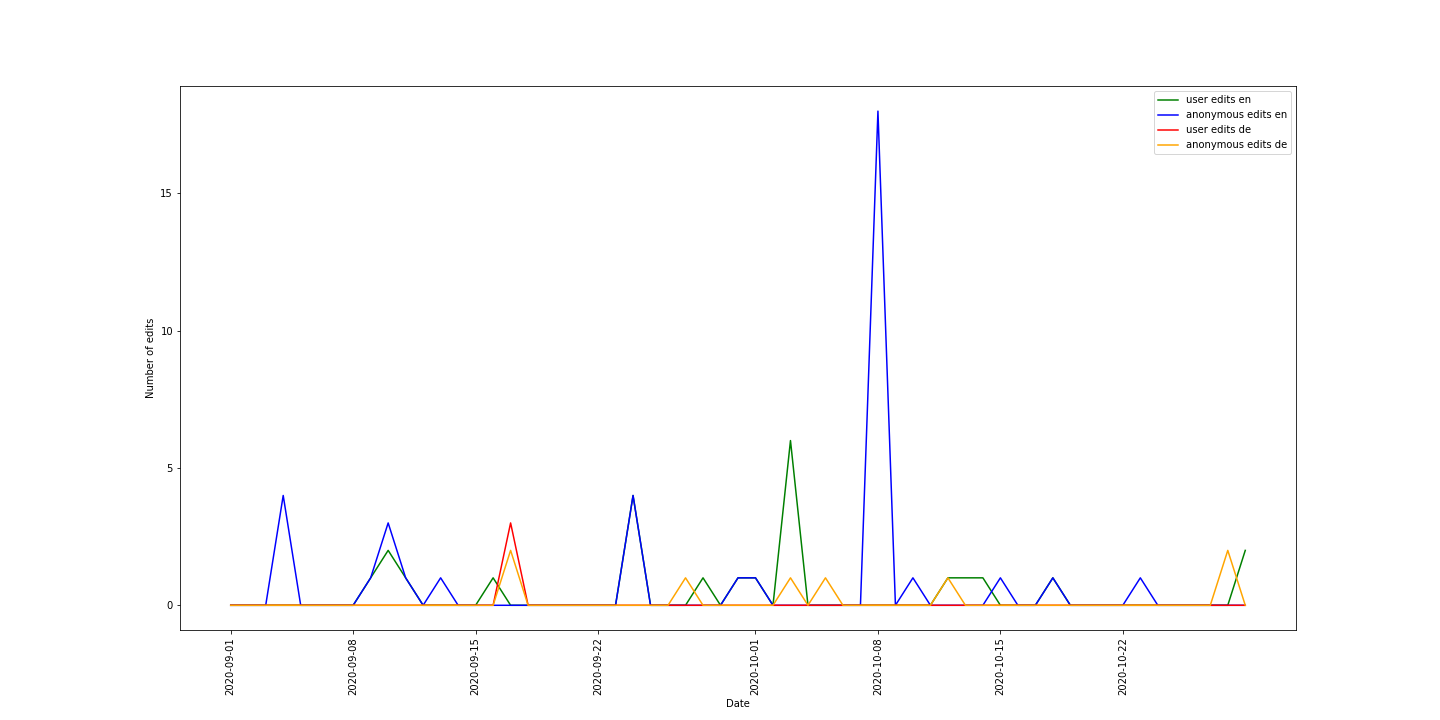 user edits en
anonymous edits en
user edits de
anonymous edits de
15
10
5
0
Number of edits
2020-09-01
2020-09-08
2020-09-15
2020-09-22
2020-10-01
2020-10-08
2020-10-15
2020-10-22
Date